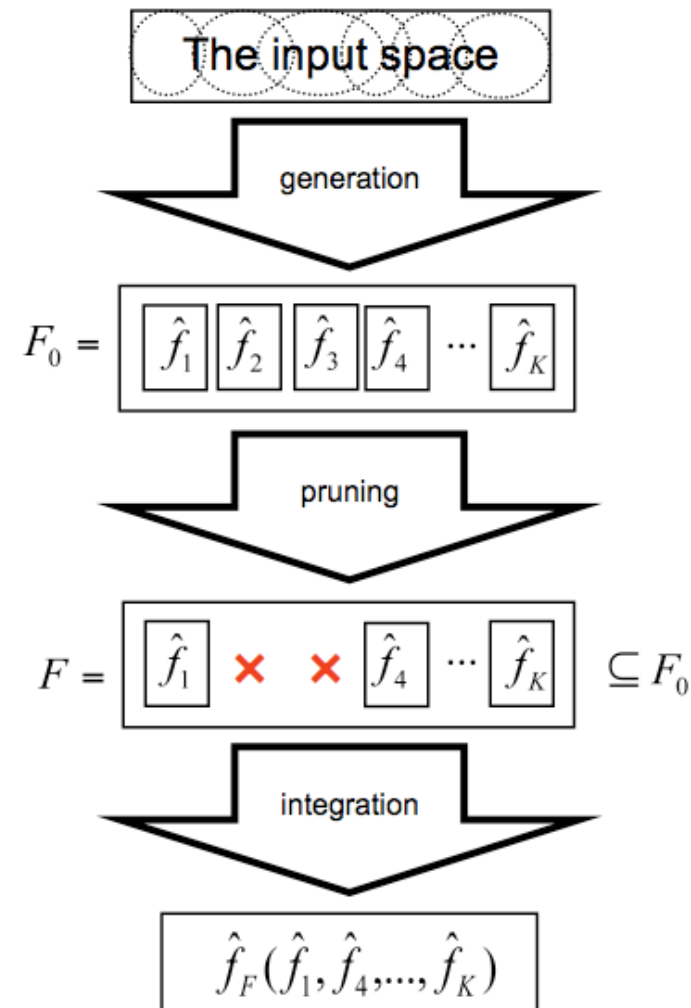 The input space
generation
F₀ = f̂₁ f̂₂ f̂₃ f̂₄ ... f̂_K
pruning
F = f̂₁ × × f̂₄ ... f̂_K ⊆ F₀
integration
f̂_F(f̂₁,f̂₄,...,f̂_K)